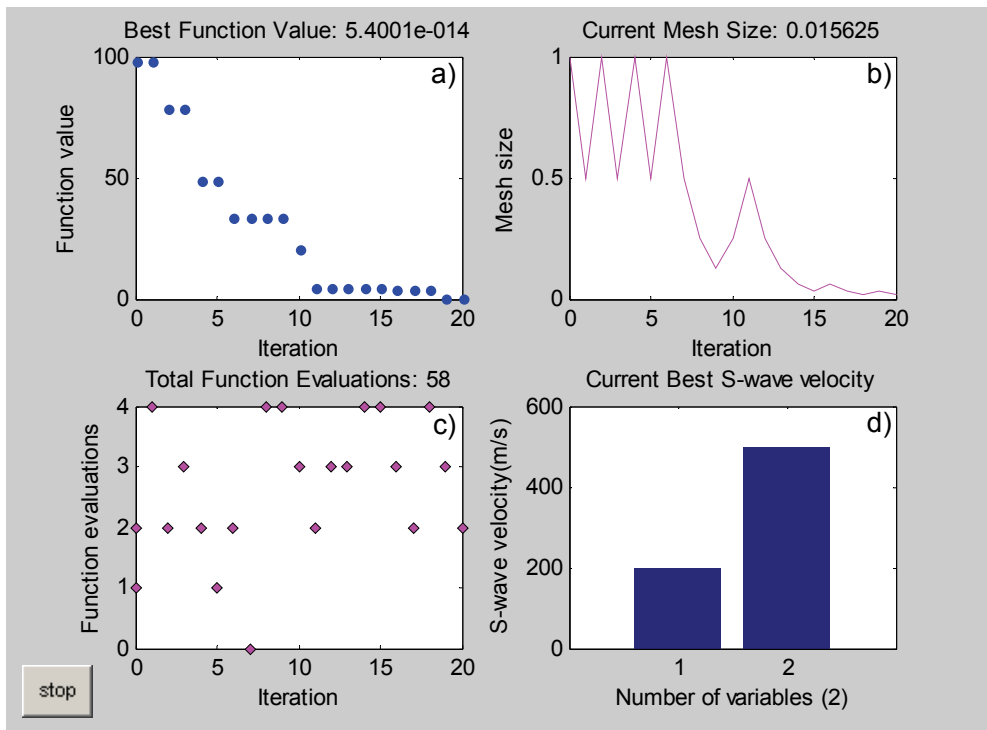 Best Function Value: 5.4001e-014
a)
Function value
100
50
0
0 5 10 15 20
Iteration
Current Mesh Size: 0.015625
b)
Mesh size
1
0.5
0
0 5 10 15 20
Iteration
Total Function Evaluations: 58
c)
Function evaluations
4
3
2
1
0
0 5 10 15 20
Iteration
Current Best S-wave velocity
d)
S-wave velocity(m/s)
600
400
200
0
1 2
Number of variables (2)
stop